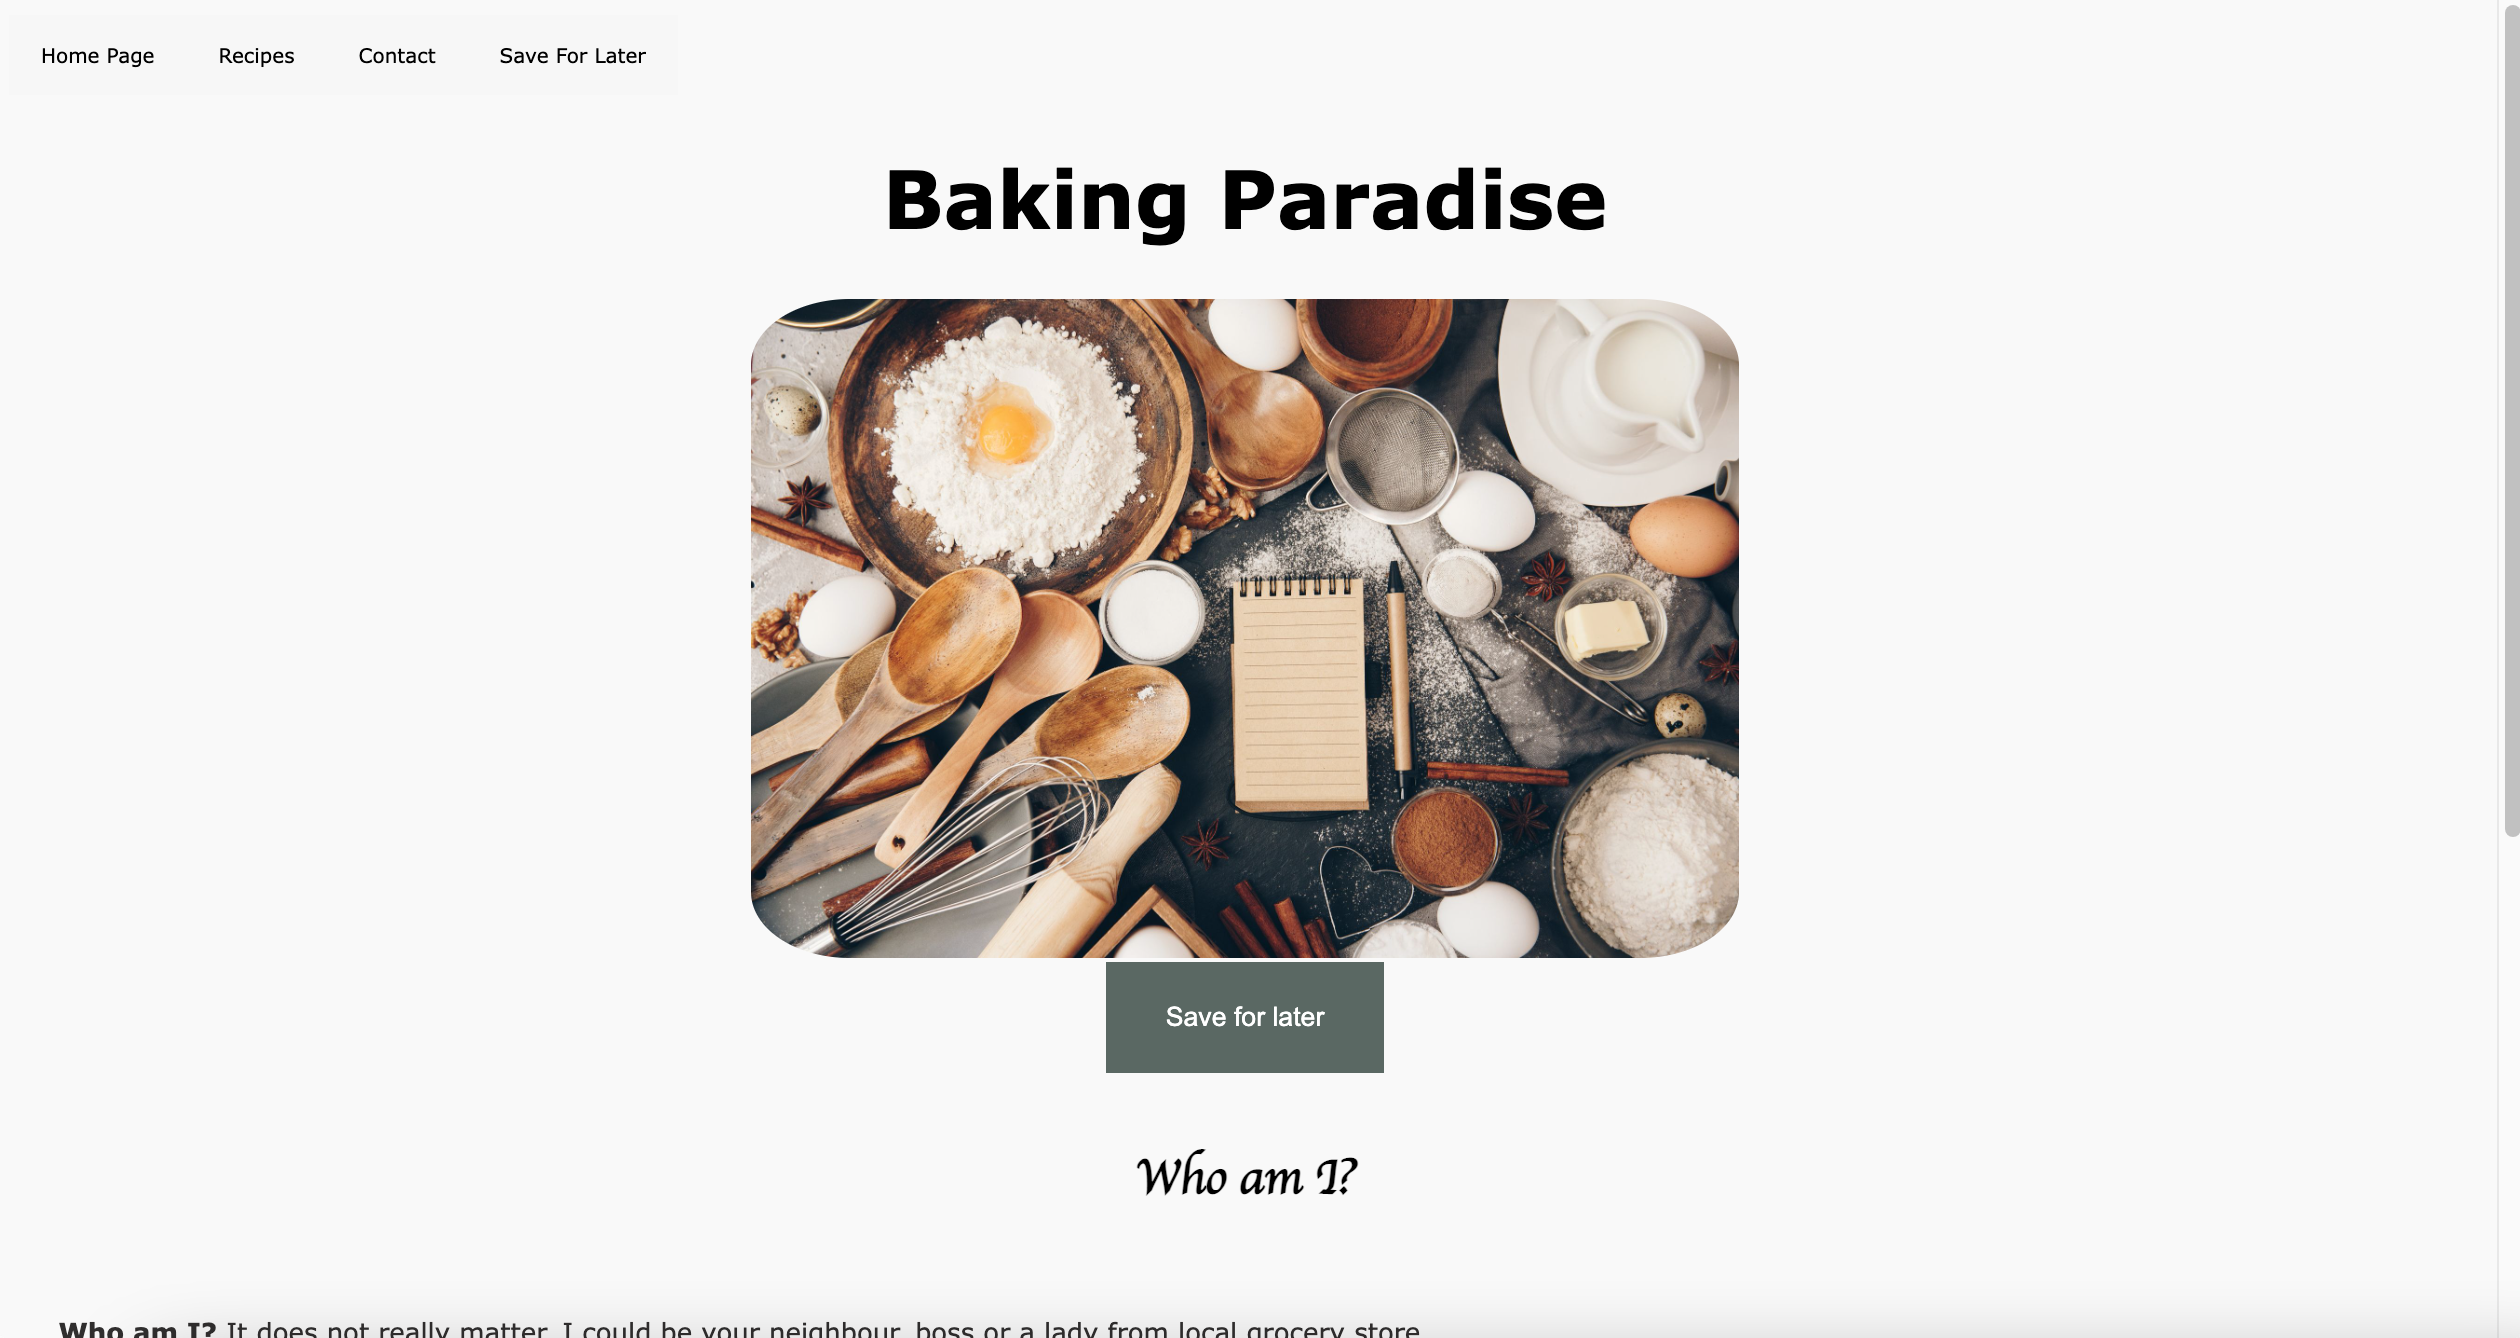 Home Page Recipes Contact Save For Later
Baking Paradise
Save for later
Who am I?
Who am I? It does not really matter. I could be your neighbour, boss or a lady from local grocery store.